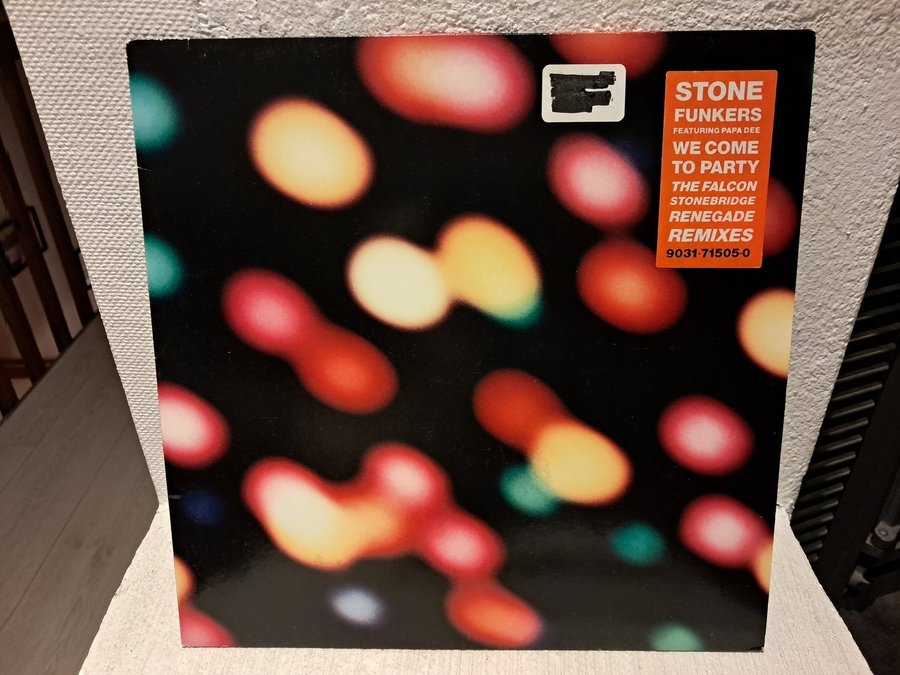 STONE
FUNKERS
FEATURING PAPA DEE
WE COME
TO PARTY
THE FALCON
STONEBRIDGE
RENEGADE
REMIXES
9031-71505-0